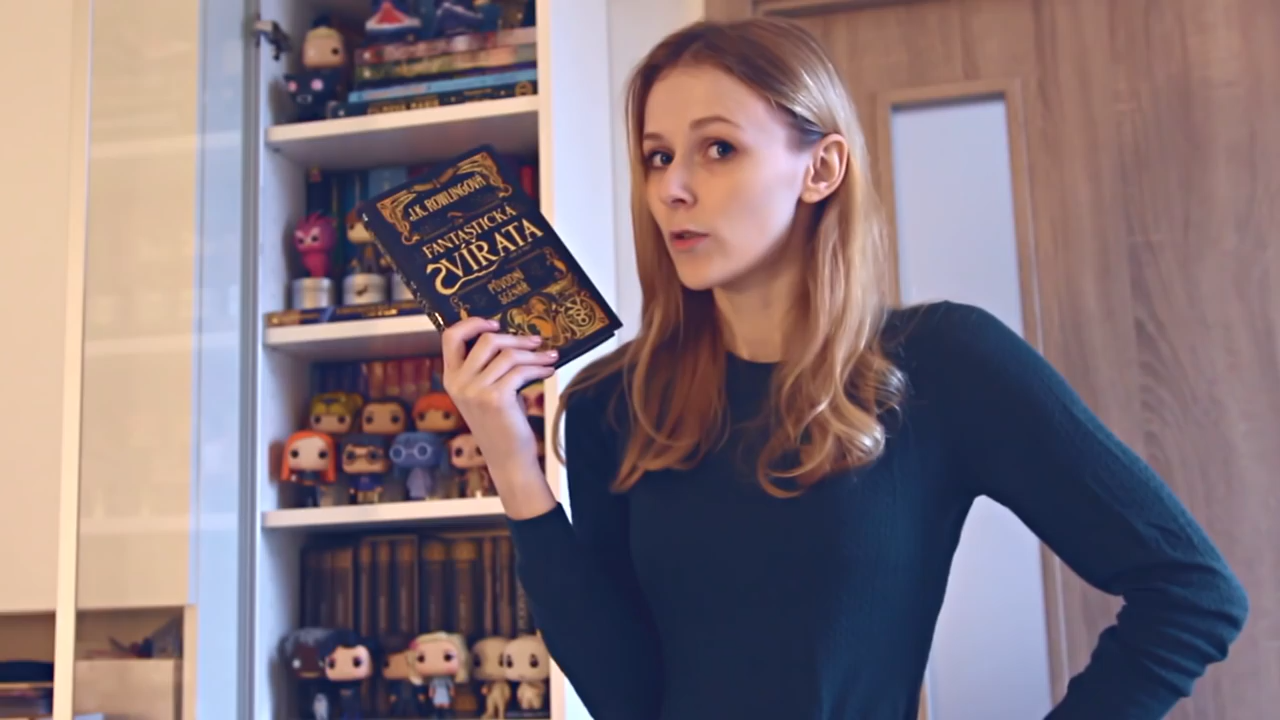 J.K. ROWLINGOVÁ
FANTASTICKÁ
ZVÍŘATA
PŮVODNÍ
SCÉNÁŘ